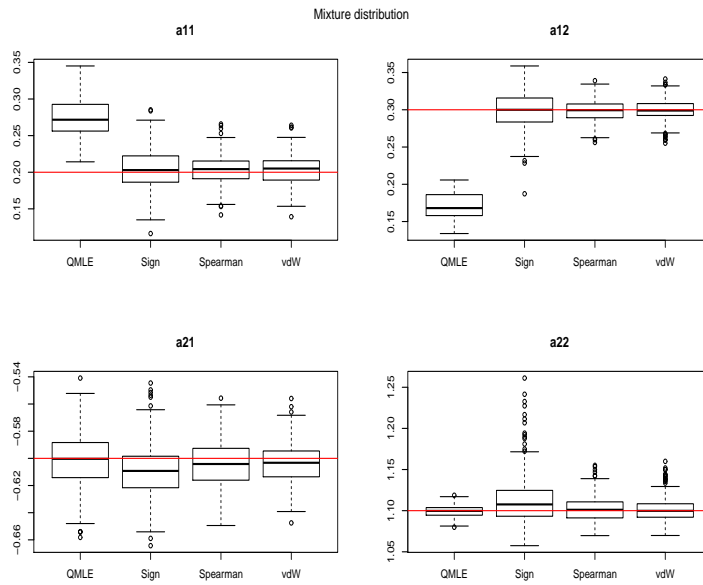 Mixture distribution
a11
a12
0.35
0.30
0.25
0.20
0.15
QMLE Sign Spearman vdW
0.35
0.30
0.25
0.20
0.15
QMLE Sign Spearman vdW
a21
a22
−0.54
−0.58
−0.62
−0.66
QMLE Sign Spearman vdW
1.25
1.20
1.15
1.10
1.05
QMLE Sign Spearman vdW